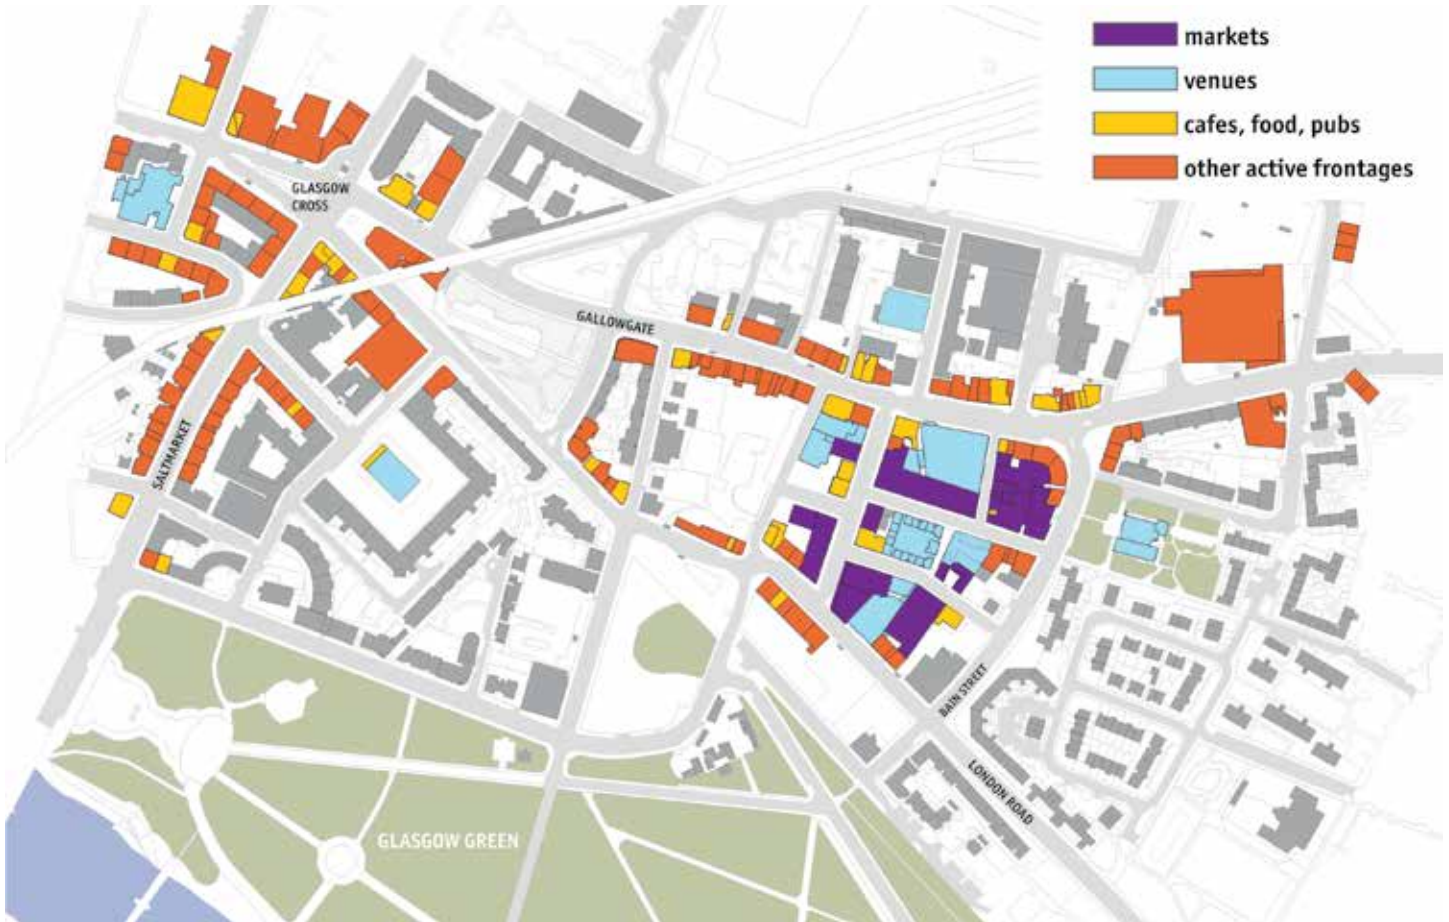 markets
venues
cafes, food, pubs
other active frontages
GLASGOW
CROSS
GALLOWGATE
SALTMARKET
BAIN STREET
LONDON ROAD
GLASGOW GREEN